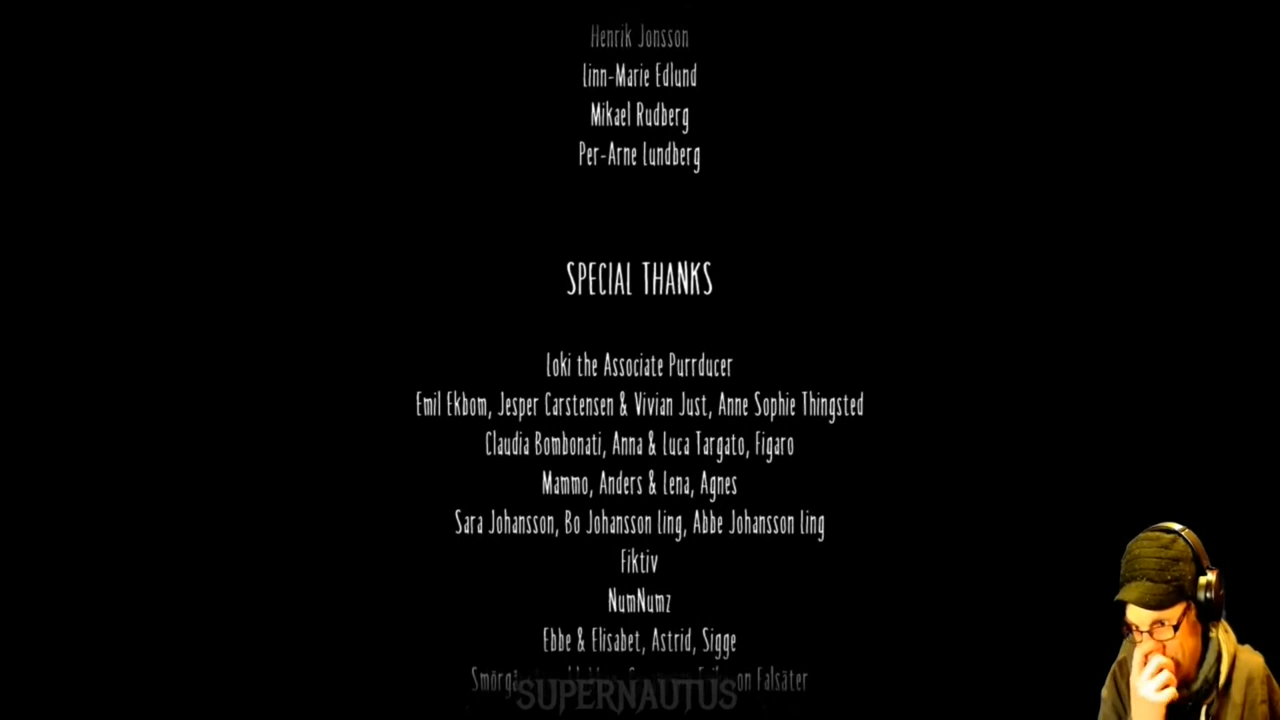 Henrik Jonsson
Linn-Marie Edlund
Mikael Rudberg
Per-Arne Lundberg
SPECIAL THANKS
Loki the Associate Purrducer
Emil Ekbom, Jesper Carstensen & Vivian Just, Anne Sophie Thingsted
Claudia Bombonati, Anna & Luca Targato, Figaro
Mammo, Anders & Lena, Agnes
Sara Johansson, Bo Johansson Ling, Abbe Johansson Ling
Fiktiv
NumNumz
Ebbe & Elisabet, Astrid, Sigge
Falsäter
SUPERNAUTUS